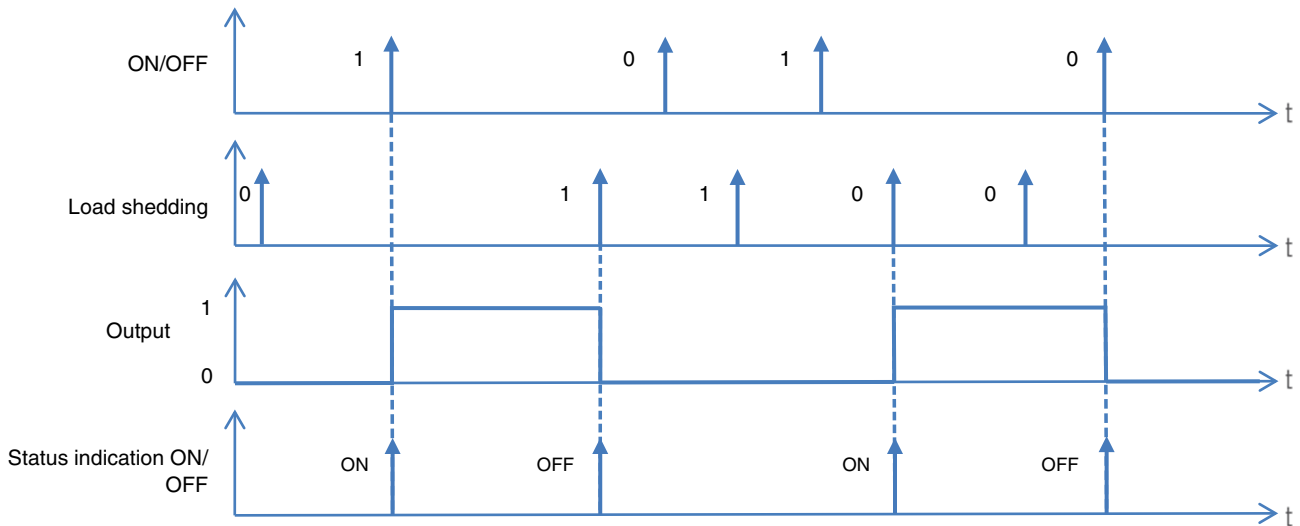 ON/OFF
1 0 1 0
t
Load shedding
0 1 1 0 0
t
1
Output
0
t
Status indication ON/
OFF
ON OFF ON OFF
t